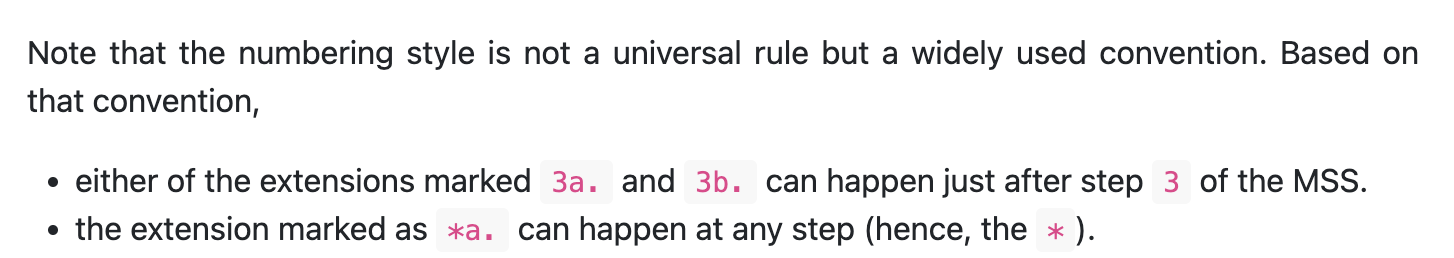 Note that the numbering style is not a universal rule but a widely used convention. Based on
that convention,
• either of the extensions marked 3a. and 3b. can happen just after step 3 of the MSS.
• the extension marked as *a. can happen at any step (hence, the *).